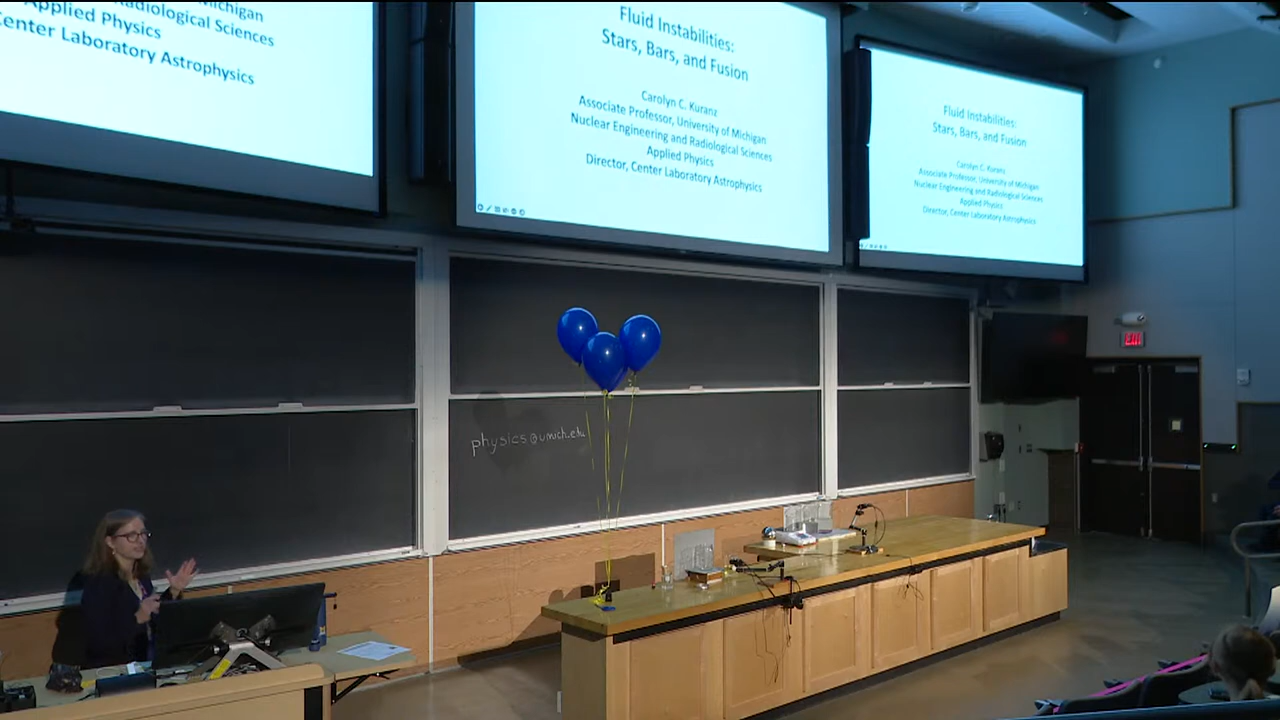 Michigan
Radiological Sciences
Applied Physics
Center Laboratory Astrophysics
Fluid Instabilities:
Stars, Bars, and Fusion
Carolyn C. Kuranz
Associate Professor, University of Michigan
Nuclear Engineering and Radiological Sciences
Applied Physics
Director, Center Laboratory Astrophysics
Fluid Instabilities:
Stars, Bars, and Fusion
Carolyn C. Kuranz
Associate Professor, University of Michigan
Nuclear Engineering and Radiological Sciences
Applied Physics
Director, Center Laboratory Astrophysics
physics@umich.edu
EXIT